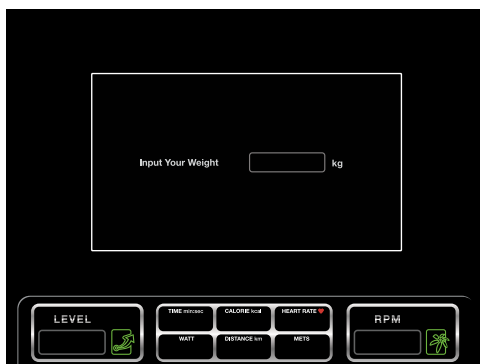 Input Your Weight kg
LEVEL
TIME min:sec CALORIE kcal HEART RATE
WATT DISTANCE km METS
RPM